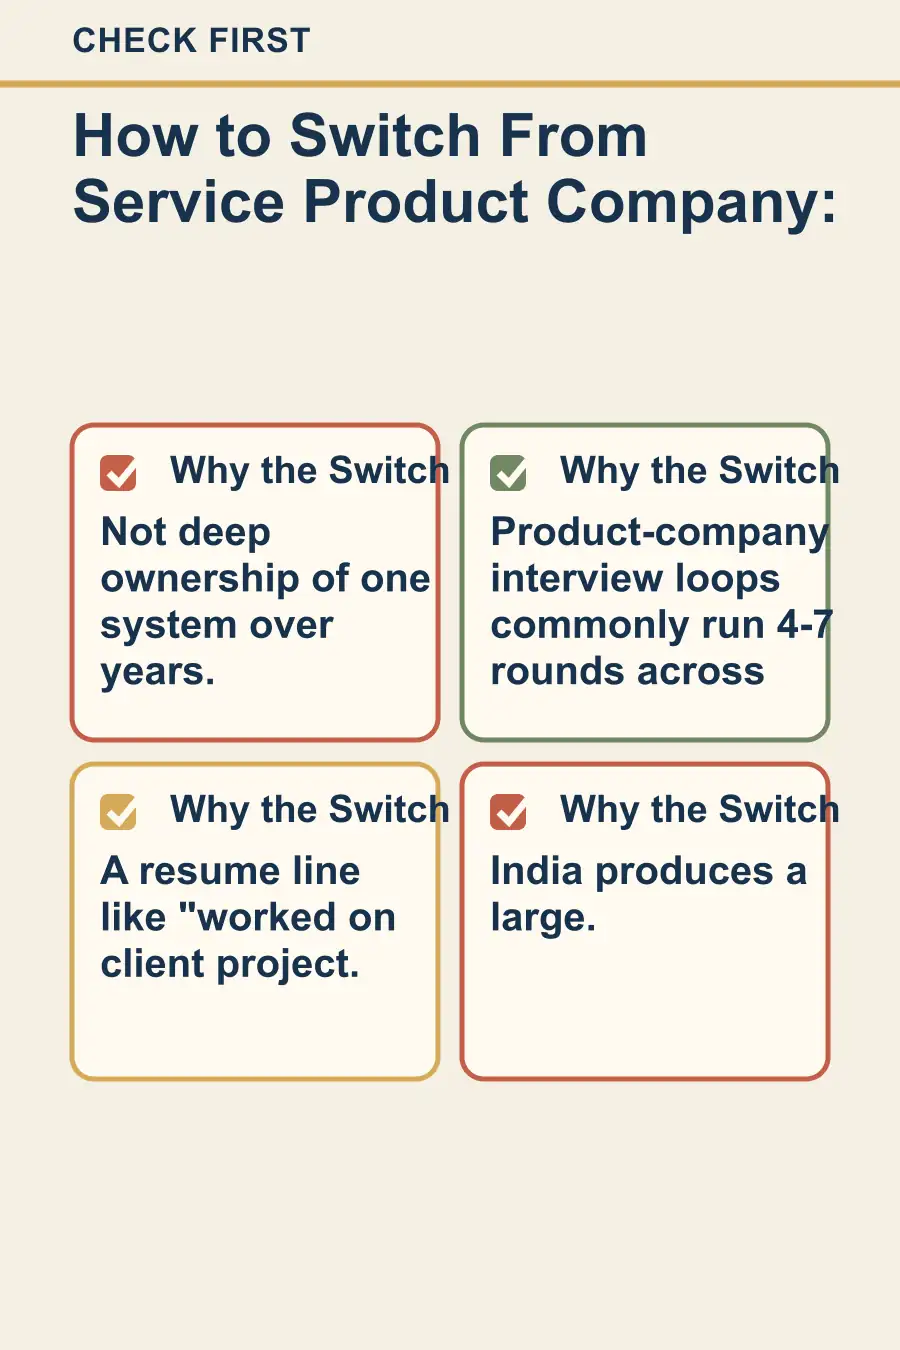 CHECK FIRST
How to Switch From
Service Product Company:
Why the Switch
Not deep
ownership of one
system over
years.
Why the Switch
Product-company
interview loops
commonly run 4-7
rounds across
Why the Switch
A resume line
like "worked on
client project.
Why the Switch
India produces a
large.